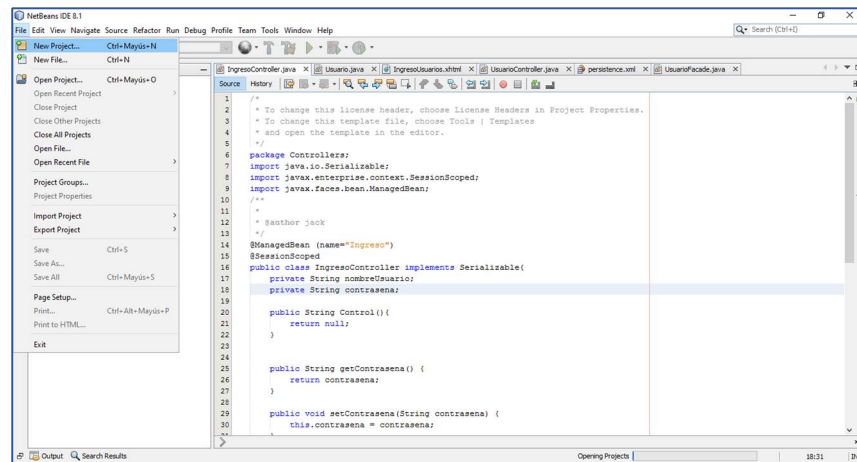 NetBeans IDE 8.1
File Edit View Navigate Source Refactor Run Debug Profile Team Tools Window Help
Search (Ctrl+I)
New Project... Ctrl+Mayús+N
New File... Ctrl+N
Open Project... Ctrl+Mayús+O
Open Recent Project
Close Project
Close Other Projects
Close All Projects
Open File...
Open Recent File
Project Groups...
Project Properties
Import Project
Export Project
Save Ctrl+S
Save As...
Save All Ctrl+Mayús+S
Page Setup...
Print... Ctrl+Alt+Mayús+P
Print to HTML...
Exit
IngresoController.java Usuario.java IngresoUsuarios.xhtml UsuarioController.java persistence.xml UsuarioFacade.java
Source History
1 /*
2 * To change this license header, choose License Headers in Project Properties.
3 * To change this template file, choose Tools | Templates
4 * and open the template in the editor.
5 */
6 package Controllers;
7 import java.io.Serializable;
8 import javax.enterprise.context.SessionScoped;
9 import javax.faces.bean.ManagedBean;
10 /**
11 *
12 * @author jack
13 */
14 @ManagedBean (name="Ingreso")
15 @SessionScoped
16 public class IngresoController implements Serializable{
17 private String nombreUsuario;
18 private String contrasena;
19
20 public String Control(){
21 return null;
22 }
23
24
25 public String getContrasena() {
26 return contrasena;
27 }
28
29 public void setContrasena(String contrasena) {
30 this.contrasena = contrasena;
Output Search Results
Opening Projects
18:31